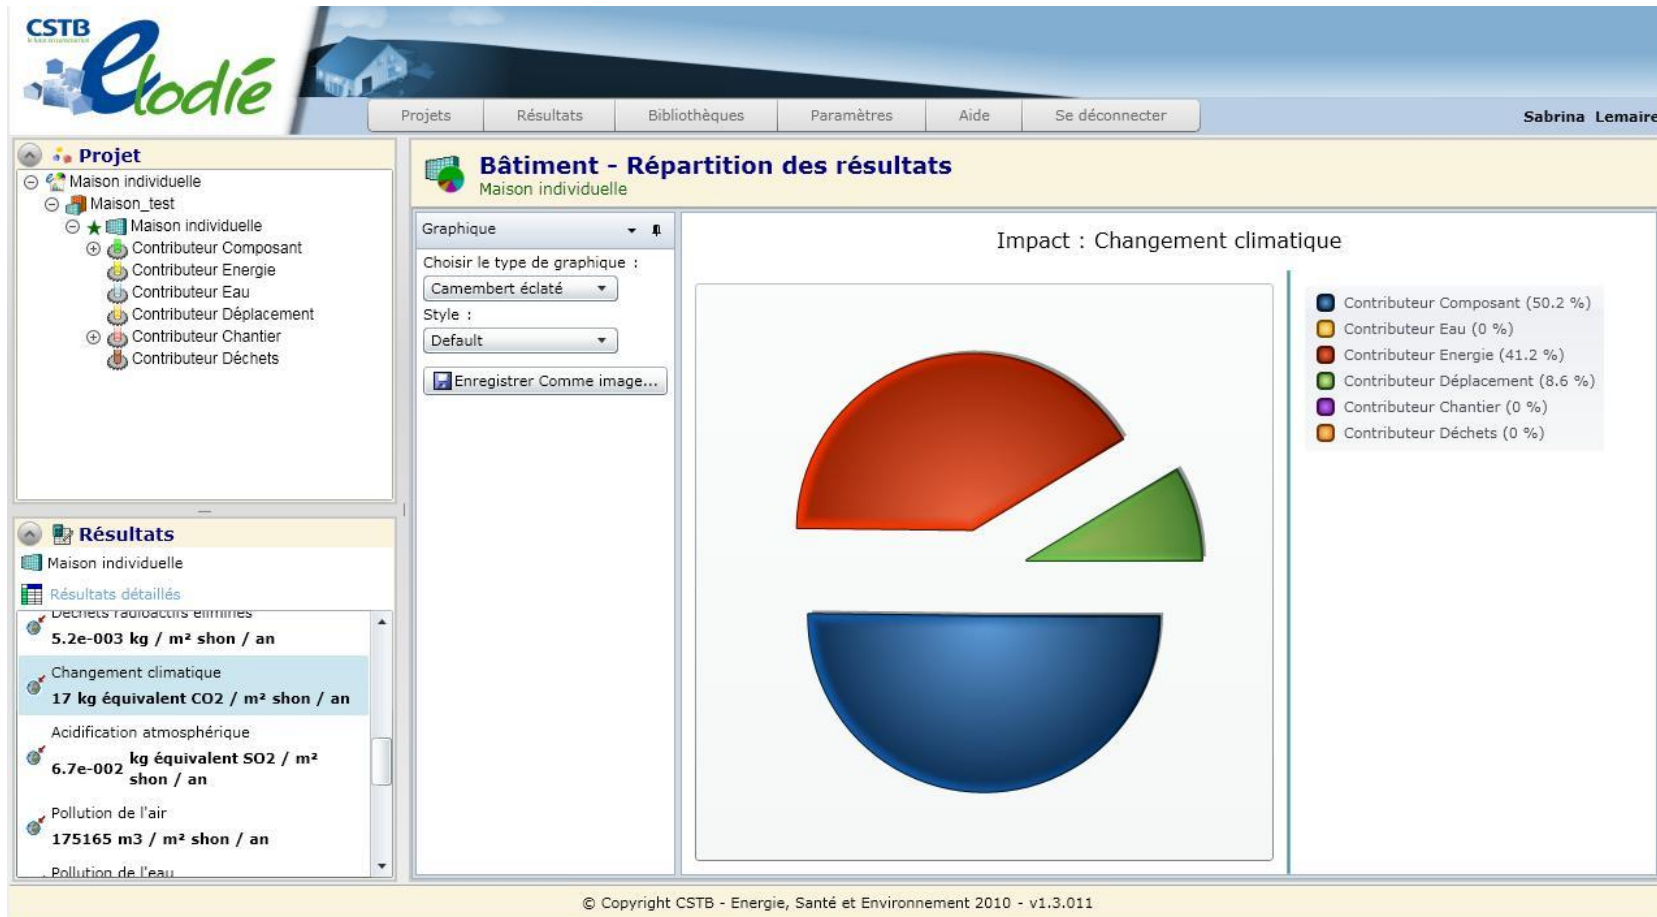 CSTB
elodie
Projets
Résultats
Bibliothèques
Paramètres
Aide
Se déconnecter
Sabrina Lemaire
Projet
Maison individuelle
Maison_test
Maison individuelle
Contributeur Composant
Contributeur Energie
Contributeur Eau
Contributeur Déplacement
Contributeur Chantier
Contributeur Déchets
Résultats
Maison individuelle
Résultats détaillés
Déchets radioactifs éliminés
5.2e-003 kg / m² shon / an
Changement climatique
17 kg équivalent CO2 / m² shon / an
Acidification atmosphérique
6.7e-002 kg équivalent SO2 / m²
shon / an
Pollution de l'air
175165 m3 / m² shon / an
Pollution de l'eau
Bâtiment - Répartition des résultats
Maison individuelle
Graphique
Choisir le type de graphique :
Camembert éclaté
Style :
Default
Enregistrer Comme image...
Impact : Changement climatique
Contributeur Composant (50.2 %)
Contributeur Eau (0 %)
Contributeur Energie (41.2 %)
Contributeur Déplacement (8.6 %)
Contributeur Chantier (0 %)
Contributeur Déchets (0 %)
© Copyright CSTB - Energie, Santé et Environnement 2010 - v1.3.011